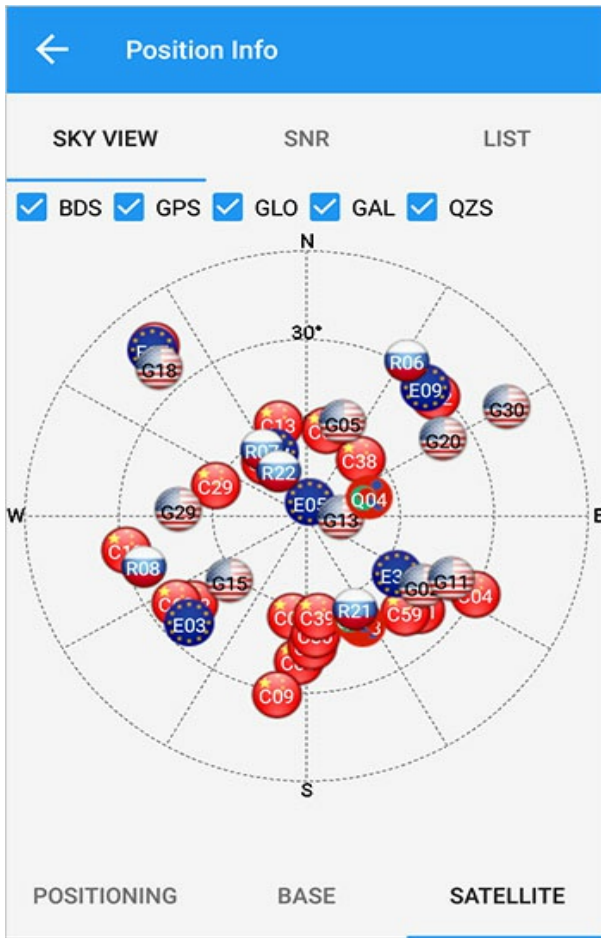 Position Info
SKY VIEW SNR LIST
BDS GPS GLO GAL QZS
N
30°
R06
G18
E09
G30
C13
G05
G20
R07
C38
R22
C29
Q04
E05
G29
G13
W
R08
G15
G11
C04
R21
C39
C59
E03
C09
S
POSITIONING BASE SATELLITE